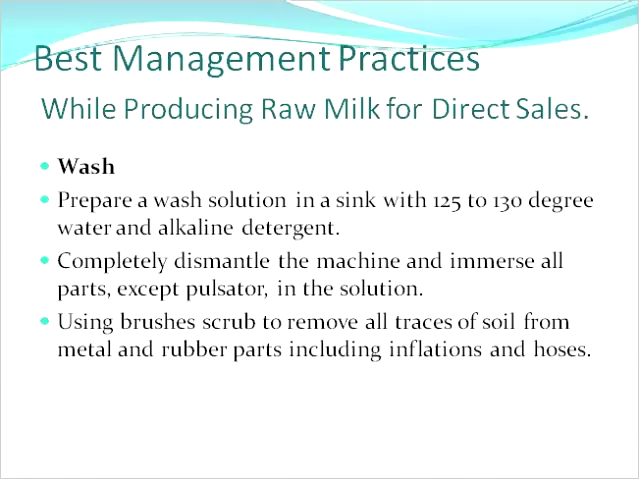 Best Management Practices
While Producing Raw Milk for Direct Sales.
Wash
Prepare a wash solution in a sink with 125 to 130 degree
water and alkaline detergent.
Completely dismantle the machine and immerse all
parts, except pulsator, in the solution.
Using brushes scrub to remove all traces of soil from
metal and rubber parts including inflations and hoses.